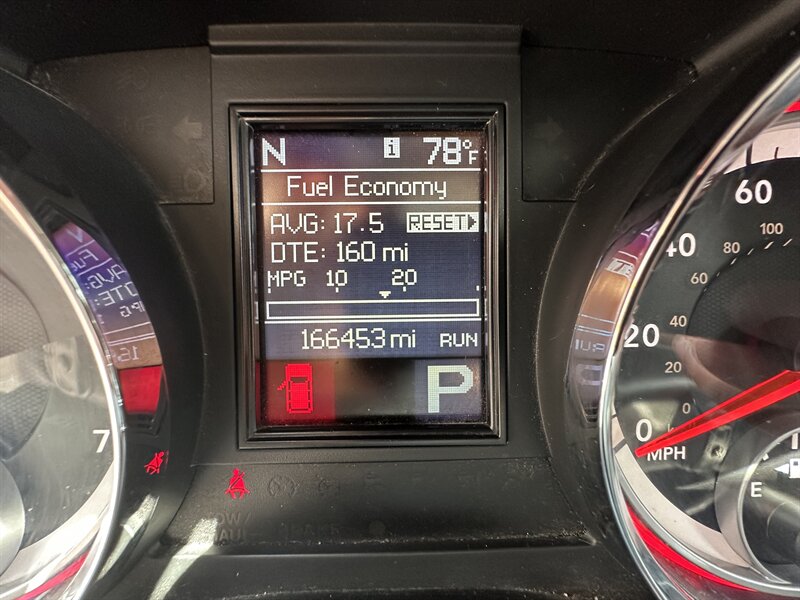 N i 78°F
Fuel Economy
AVG: 17.5 RESET
DTE: 160 mi
MPG 10 20
166453 mi RUN
P
7
60
40
100
80
60
20
40
20
0
0
MPH
E